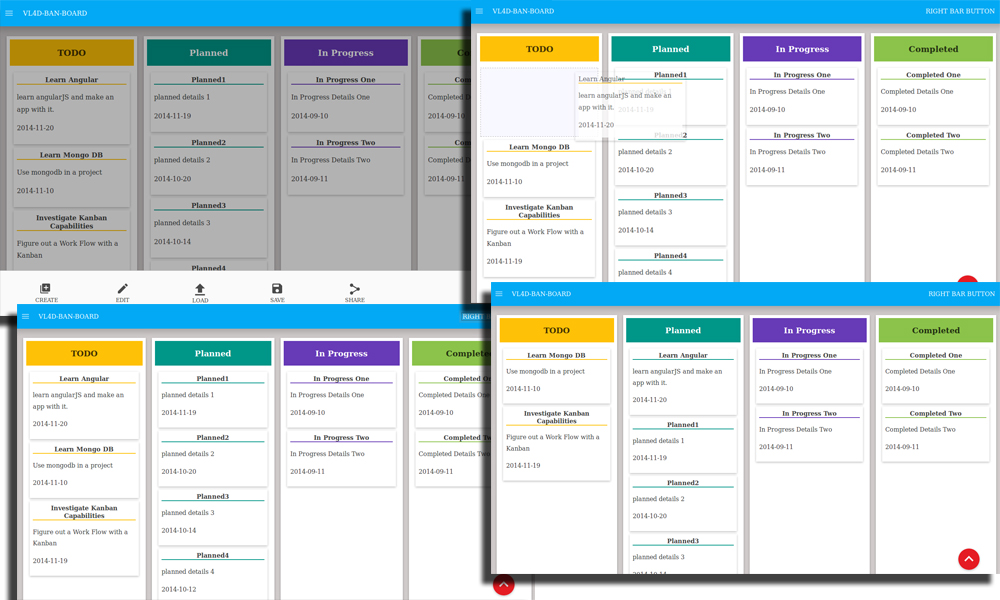 VL4D-BAN-BOARD
TODO
Learn Angular
learn angularJS and make an
app with it.
2014-11-20
Learn Mongo DB
Use mongodb in a project
2014-11-10
Investigate Kanban
Capabilities
Figure out a Work Flow with a
Kanban
Planned
Planned1
planned details 1
2014-11-19
Planned2
planned details 2
2014-10-20
Planned3
planned details 3
2014-10-14
Planned4
In Progress
In Progress One
In Progress Details One
2014-09-10
In Progress Two
In Progress Details Two
2014-09-11
Co
Com
Completed D
2014-09-10
Com
Completed
2014-09-11
CREATE
EDIT
LOAD
SAVE
SHARE
VL4D-BAN-BOARD
RIGHT BAR BUTTON
TODO
Learn Angular
learn angularJS and make an
app with it.
2014-11-20
Learn Mongo DB
Use mongodb in a project
2014-11-10
Investigate Kanban
Capabilities
Figure out a Work Flow with a
Kanban
2014-11-19
Planned
Planned1
2014-11-19
Planned2
planned details 2
2014-10-20
Planned3
planned details 3
2014-10-14
Planned4
planned details 4
In Progress
In Progress One
In Progress Details One
2014-09-10
In Progress Two
In Progress Details Two
2014-09-11
Completed
Completed One
Completed Details One
2014-09-10
Completed Two
Completed Details Two
2014-09-11
VL4D-BAN-BOARD
RIGHT
TODO
Learn Angular
learn angularJS and make an
app with it.
2014-11-20
Learn Mongo DB
Use mongodb in a project
2014-11-10
Investigate Kanban
Capabilities
Figure out a Work Flow with a
Kanban
2014-11-19
Planned
Planned1
planned details 1
2014-11-19
Planned2
planned details 2
2014-10-20
Planned3
planned details 3
2014-10-14
Planned4
planned details 4
2014-10-12
In Progress
In Progress One
In Progress Details One
2014-09-10
In Progress Two
In Progress Details Two
2014-09-11
Complete
Completed O
Completed Details One
2014-09-10
Completed T
Completed Details Two
2014-09-11
VL4D-BAN-BOARD
RIGHT BAR BUTTON
TODO
Learn Mongo DB
Use mongodb in a project
2014-11-10
Investigate Kanban
Capabilities
Figure out a Work Flow with a
Kanban
2014-11-19
Planned
Learn Angular
learn angularJS and make an
app with it.
2014-11-20
Planned1
planned details 1
2014-11-19
Planned2
planned details 2
2014-10-20
Planned3
planned details 3
2014-10-14
In Progress
In Progress One
In Progress Details One
2014-09-10
In Progress Two
In Progress Details Two
2014-09-11
Completed
Completed One
Completed Details One
2014-09-10
Completed Two
Completed Details Two
2014-09-11